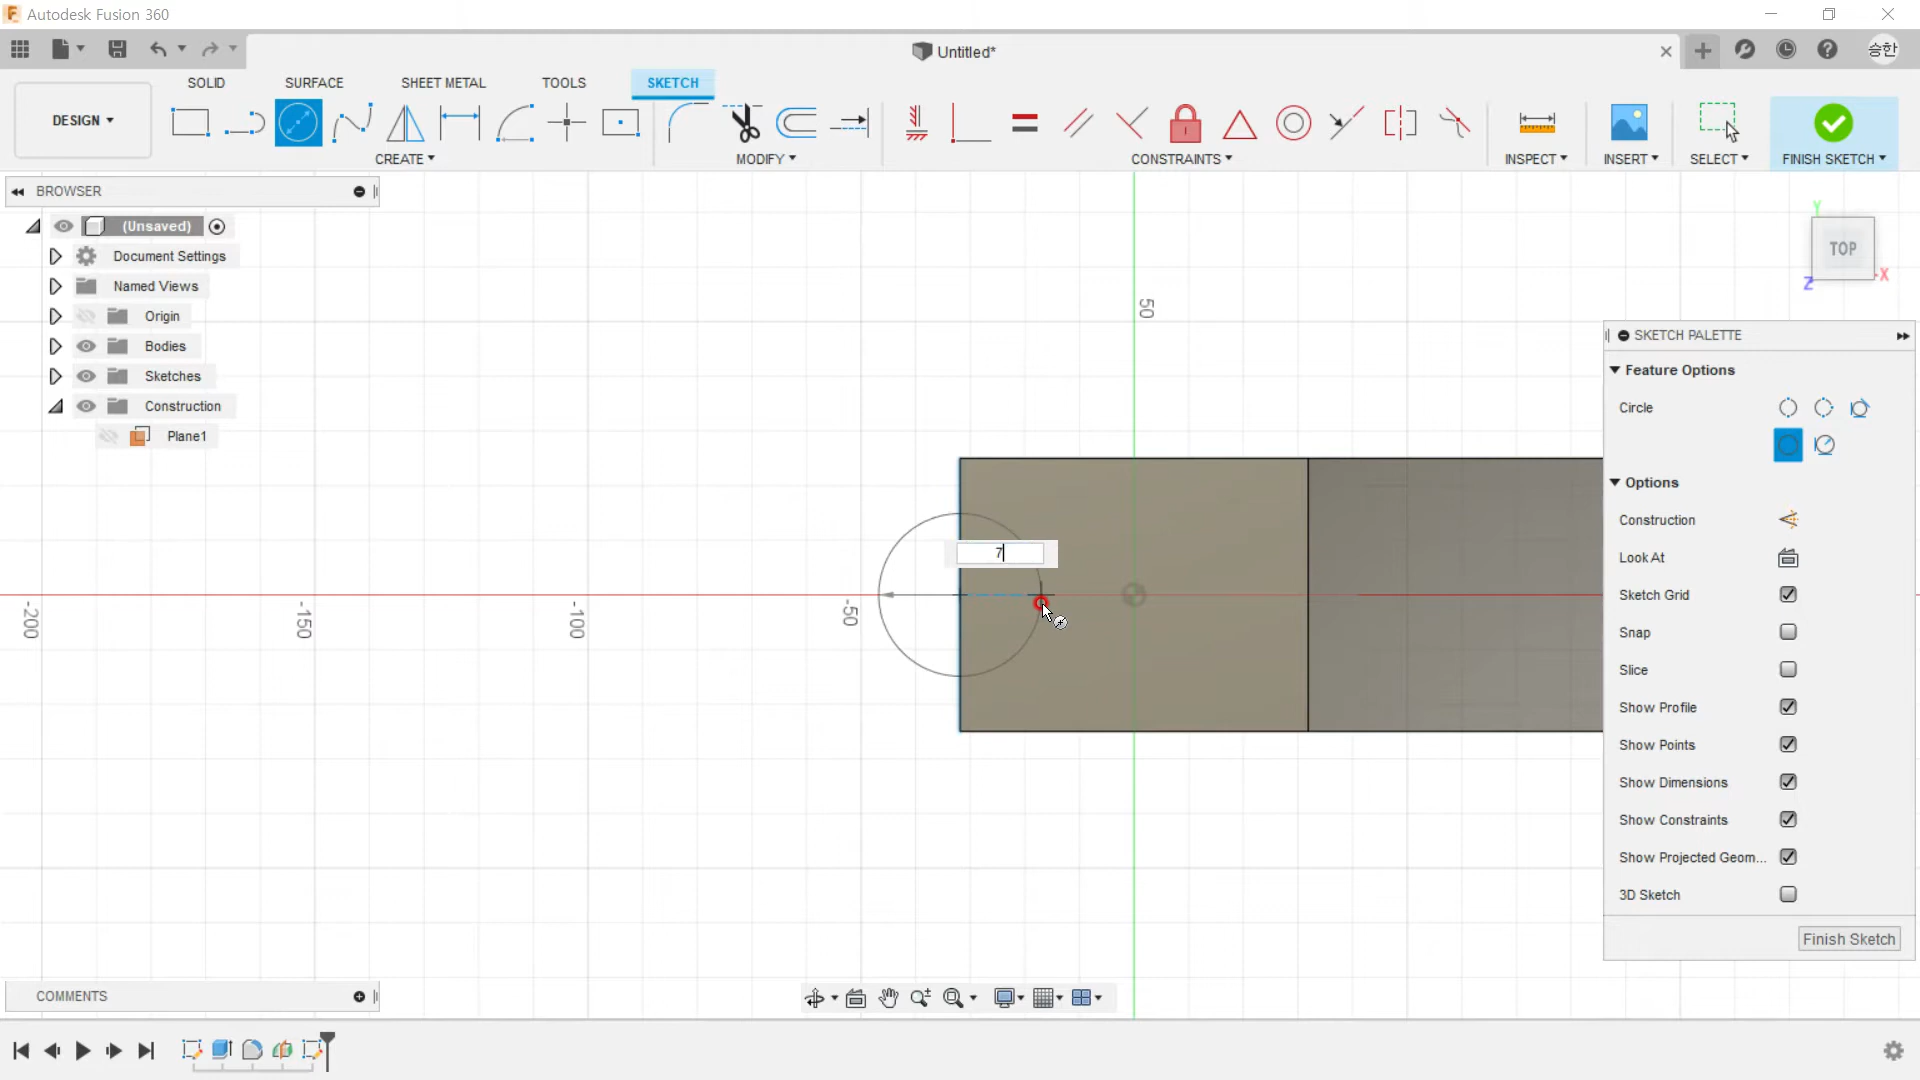 Autodesk Fusion 360
Untitled*
승한
SOLID
SURFACE
SHEET METAL
TOOLS
SKETCH
DESIGN
CREATE
MODIFY
CONSTRAINTS
INSPECT
INSERT
SELECT
FINISH SKETCH
BROWSER
(Unsaved)
Document Settings
Named Views
Origin
Bodies
Sketches
Construction
Plane1
Y
TOP
X
Z
50
7
-200
-150
-100
-50
SKETCH PALETTE
Feature Options
Circle
Options
Construction
Look At
Sketch Grid
Snap
Slice
Show Profile
Show Points
Show Dimensions
Show Constraints
Show Projected Geom...
3D Sketch
Finish Sketch
COMMENTS